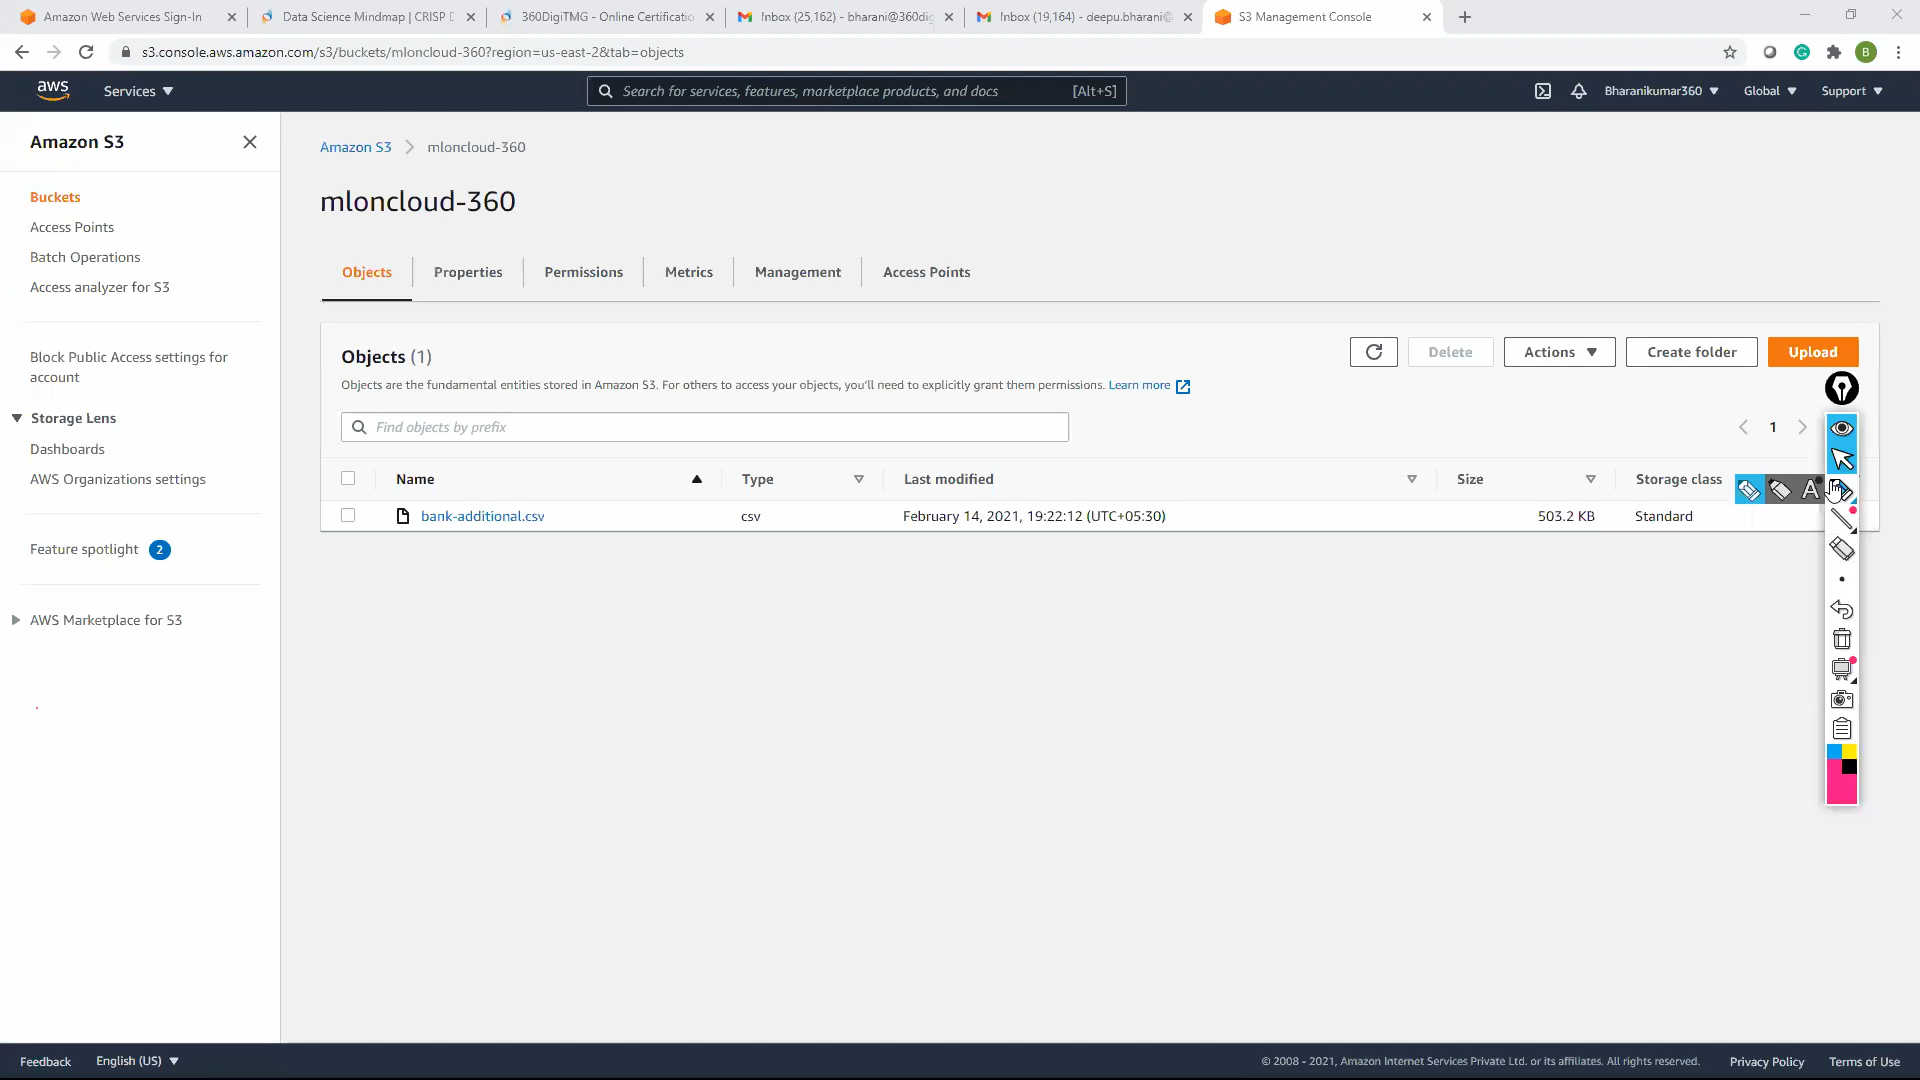 Amazon Web Services Sign-In
Data Science Mindmap | CRISP D
360DigiTMG - Online Certificatio
Inbox (25,162) - bharani@360dig
Inbox (19,164) - deepu.bharani@
S3 Management Console
s3.console.aws.amazon.com/s3/buckets/mloncloud-360?region=us-east-2&tab=objects
B
aws
Services
Search for services, features, marketplace products, and docs [Alt+S]
Bharanikumar360
Global
Support
Amazon S3
Buckets
Access Points
Batch Operations
Access analyzer for S3
Block Public Access settings for
account
Storage Lens
Dashboards
AWS Organizations settings
Feature spotlight 2
AWS Marketplace for S3
Amazon S3 > mloncloud-360
mloncloud-360
Objects
Properties
Permissions
Metrics
Management
Access Points
Objects (1)
Delete
Actions
Create folder
Upload
Objects are the fundamental entities stored in Amazon S3. For others to access your objects, you'll need to explicitly grant them permissions. Learn more
Find objects by prefix
1
Name Type Last modified Size Storage class
A
bank-additional.csv csv February 14, 2021, 19:22:12 (UTC+05:30) 503.2 KB Standard
Feedback
English (US)
© 2008 - 2021, Amazon Internet Services Private Ltd. or its affiliates. All rights reserved.
Privacy Policy
Terms of Use